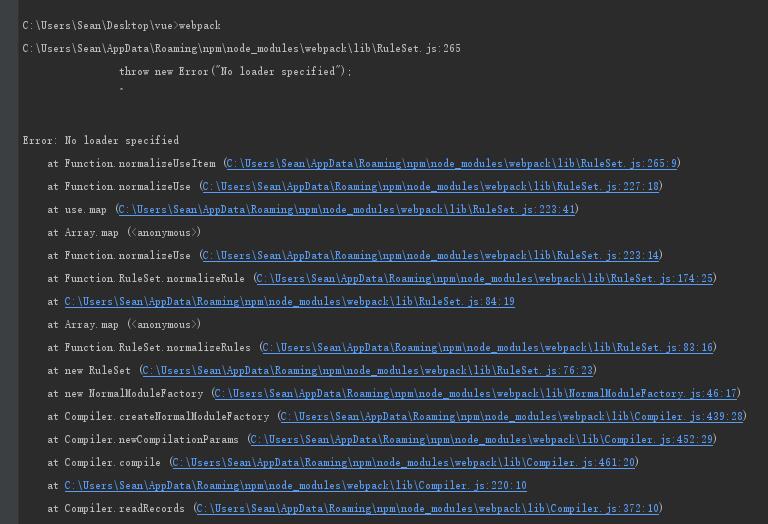 C:\Users\Sean\Desktop\vue>webpack
C:\Users\Sean\AppData\Roaming\npm\node_modules\webpack\lib\RuleSet.js:265
throw new Error("No loader specified");
^
Error: No loader specified
at Function.normalizeUseItem (C:\Users\Sean\AppData\Roaming\npm\node_modules\webpack\lib\RuleSet.js:265:9)
at Function.normalizeUse (C:\Users\Sean\AppData\Roaming\npm\node_modules\webpack\lib\RuleSet.js:227:18)
at use.map (C:\Users\Sean\AppData\Roaming\npm\node_modules\webpack\lib\RuleSet.js:223:41)
at Array.map (<anonymous>)
at Function.normalizeUse (C:\Users\Sean\AppData\Roaming\npm\node_modules\webpack\lib\RuleSet.js:223:14)
at Function.RuleSet.normalizeRule (C:\Users\Sean\AppData\Roaming\npm\node_modules\webpack\lib\RuleSet.js:174:25)
at C:\Users\Sean\AppData\Roaming\npm\node_modules\webpack\lib\RuleSet.js:84:19
at Array.map (<anonymous>)
at Function.RuleSet.normalizeRules (C:\Users\Sean\AppData\Roaming\npm\node_modules\webpack\lib\RuleSet.js:83:16)
at new RuleSet (C:\Users\Sean\AppData\Roaming\npm\node_modules\webpack\lib\RuleSet.js:76:23)
at new NormalModuleFactory (C:\Users\Sean\AppData\Roaming\npm\node_modules\webpack\lib\NormalModuleFactory.js:46:17)
at Compiler.createNormalModuleFactory (C:\Users\Sean\AppData\Roaming\npm\node_modules\webpack\lib\Compiler.js:439:28)
at Compiler.newCompilationParams (C:\Users\Sean\AppData\Roaming\npm\node_modules\webpack\lib\Compiler.js:452:29)
at Compiler.compile (C:\Users\Sean\AppData\Roaming\npm\node_modules\webpack\lib\Compiler.js:461:20)
at C:\Users\Sean\AppData\Roaming\npm\node_modules\webpack\lib\Compiler.js:220:10
at Compiler.readRecords (C:\Users\Sean\AppData\Roaming\npm\node_modules\webpack\lib\Compiler.js:372:10)